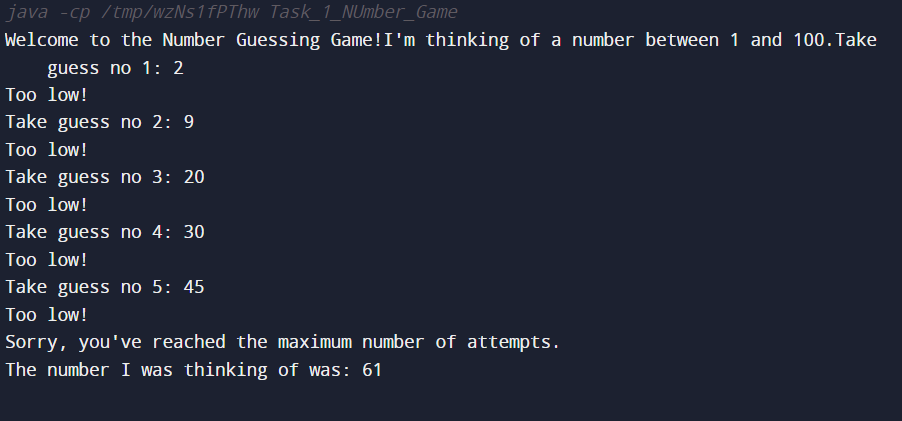 java -cp /tmp/wzNs1fPThw Task_1_NUmber_Game
Welcome to the Number Guessing Game!I'm thinking of a number between 1 and 100.Take
guess no 1: 2
Too low!
Take guess no 2: 9
Too low!
Take guess no 3: 20
Too low!
Take guess no 4: 30
Too low!
Take guess no 5: 45
Too low!
Sorry, you've reached the maximum number of attempts.
The number I was thinking of was: 61